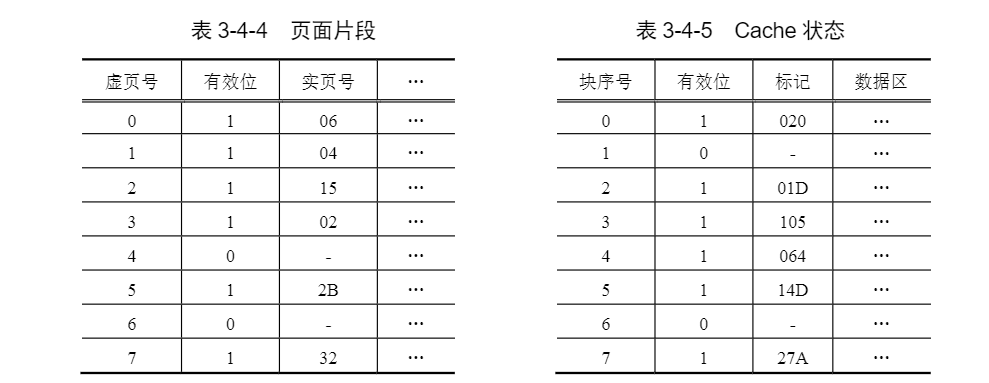 表 3-4-4 页面片段
虚页号 有效位 实页号 …
0 1 06 …
1 1 04 …
2 1 15 …
3 1 02 …
4 0 - …
5 1 2B …
6 0 - …
7 1 32 …
表 3-4-5 Cache 状态
块序号 有效位 标记 数据区
0 1 020 …
1 0 - …
2 1 01D …
3 1 105 …
4 1 064 …
5 1 14D …
6 0 - …
7 1 27A …